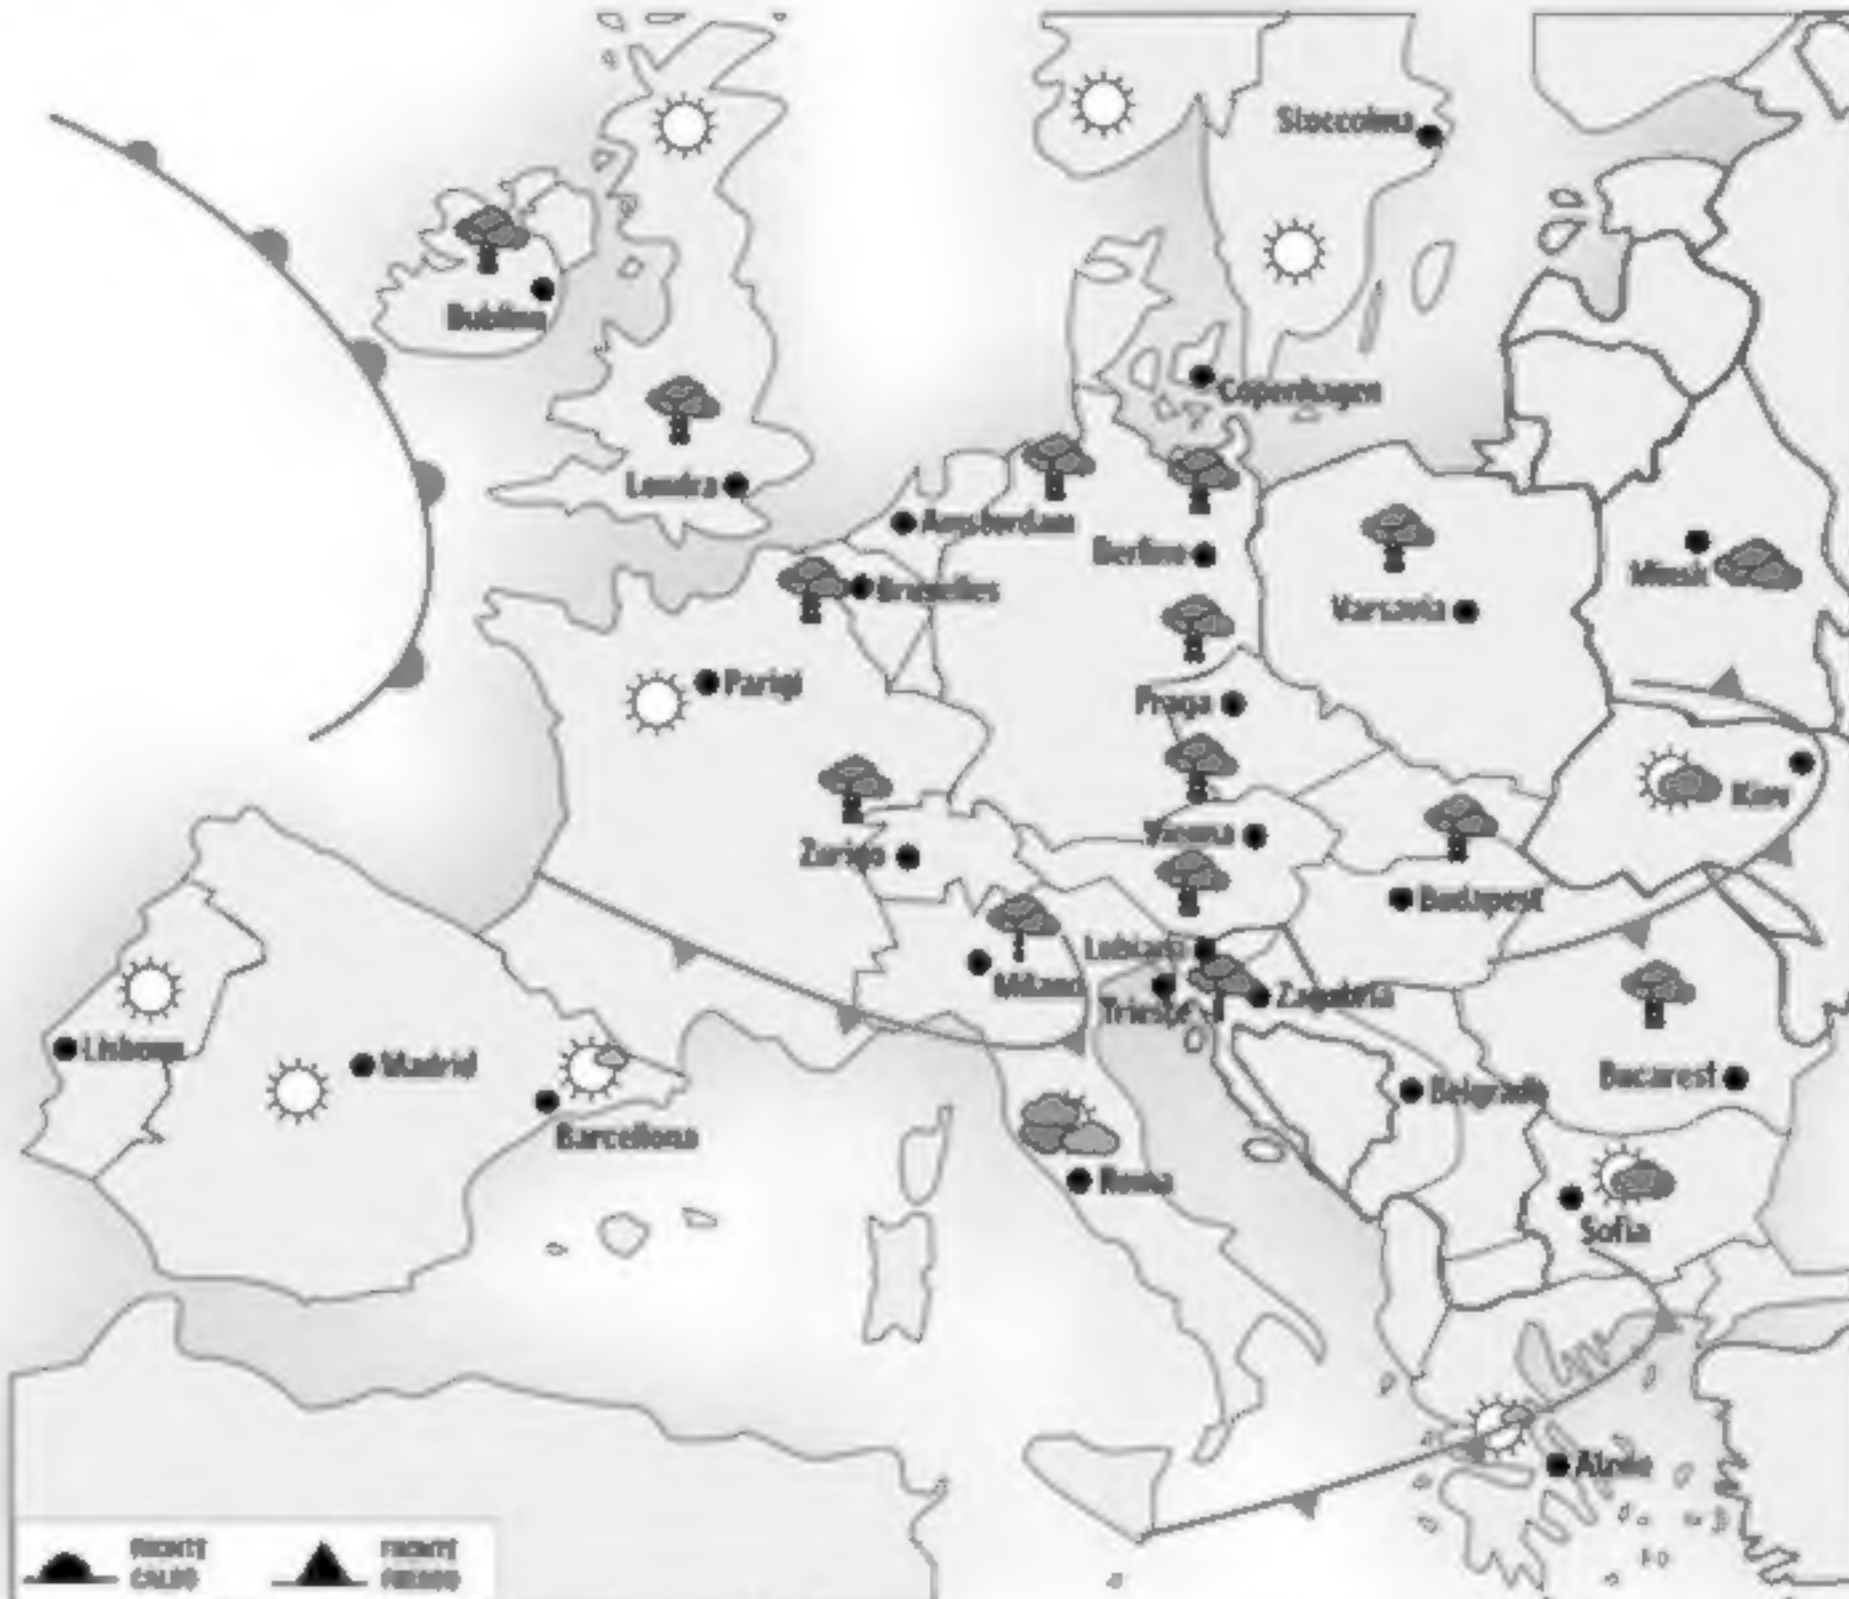 Stoccolma
Dublino
Copenhagen
Londra
Amsterdam
Berlino
Minsk
Bruxelles
Varsavia
Parigi
Praga
Kiev
Vienna
Zurigo
Budapest
Lubiana
Milano
Trieste
Zagabria
Lisbona
Madrid
Belgrado
Bucarest
Barcellona
Roma
Sofia
Atene
FRONTE
CALDO
FRONTE
FREDDO